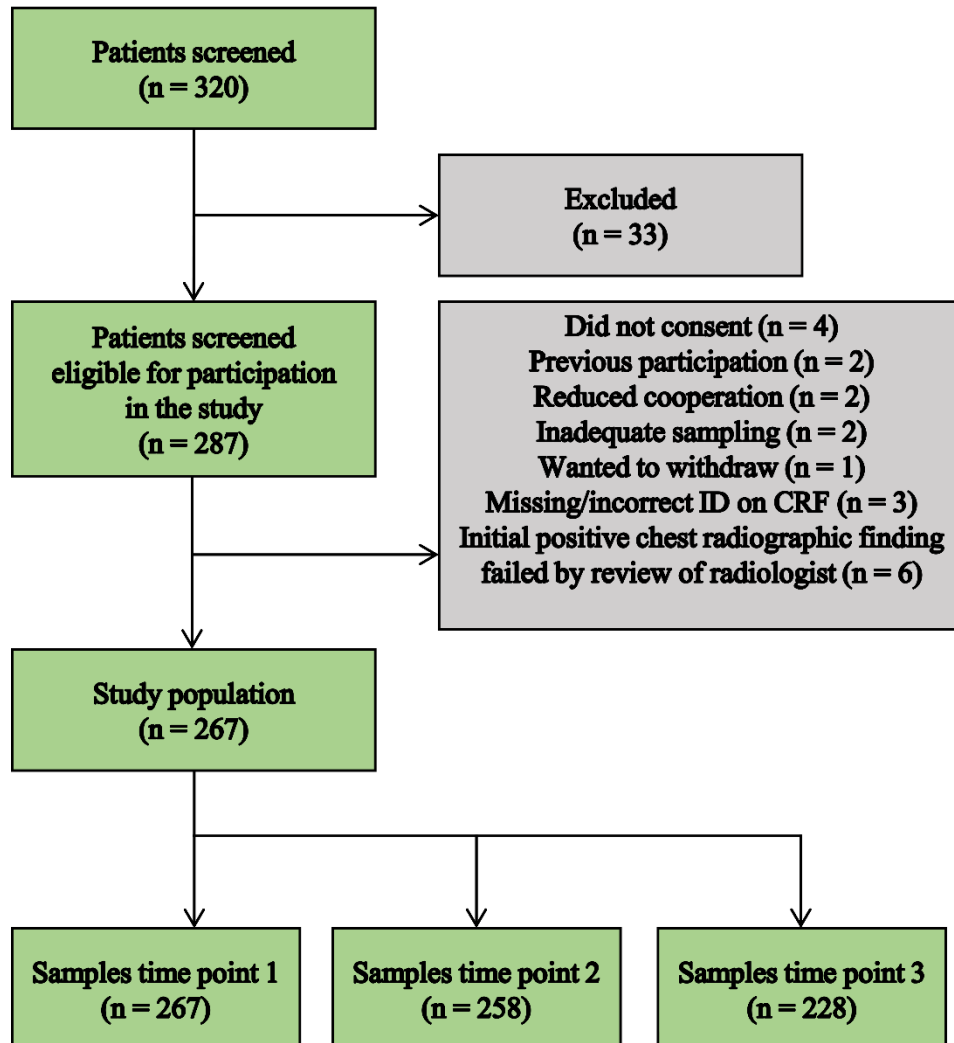 Patients screened
(n = 320)
Excluded
(n = 33)
Patients screened
eligible for participation
in the study
(n = 287)
Did not consent (n = 4)
Previous participation (n = 2)
Reduced cooperation (n = 2)
Inadequate sampling (n = 2)
Wanted to withdraw (n = 1)
Missing/incorrect ID on CRF (n = 3)
Initial positive chest radiographic finding
failed by review of radiologist (n = 6)
Study population
(n = 267)
Samples time point 1
(n = 267)
Samples time point 2
(n = 258)
Samples time point 3
(n = 228)